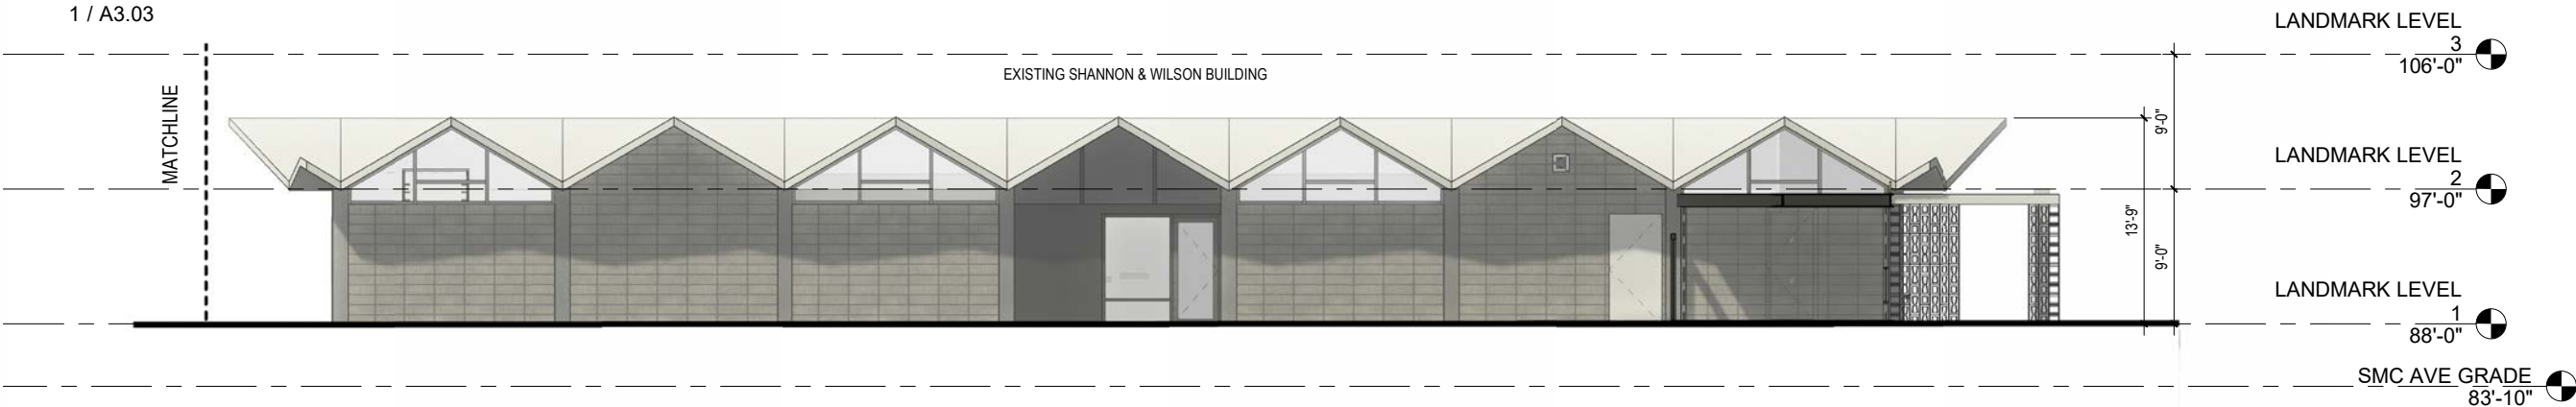 1 / A3.03
LANDMARK LEVEL
3
106'-0"
EXISTING SHANNON & WILSON BUILDING
MATCHLINE
9'-0"
LANDMARK LEVEL
2
97'-0"
13'-9"
9'-0"
LANDMARK LEVEL
1
88'-0"
SMC AVE GRADE
83'-10"